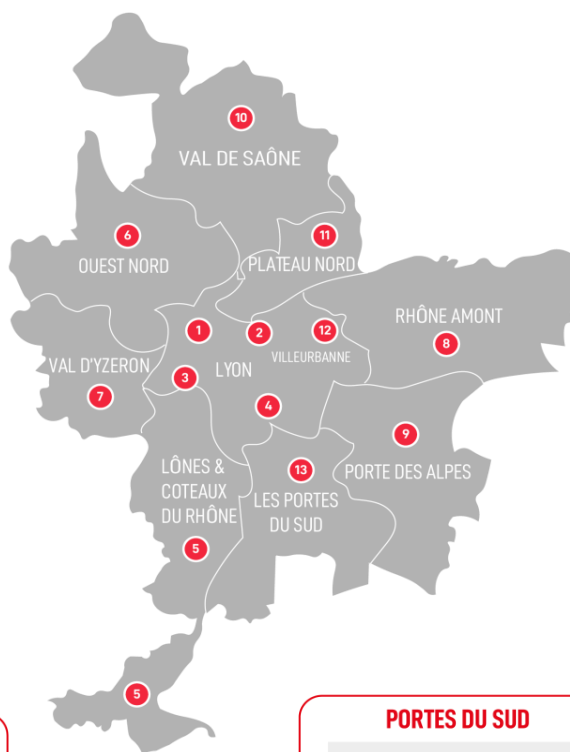 10
VAL DE SAÔNE
6
OUEST NORD
11
PLATEAU NORD
RHÔNE AMONT
8
1
2
12
VILLEURBANNE
LYON
3
4
VAL D'YZERON
7
9
PORTE DES ALPES
LÔNES &
COTEAUX
DU RHÔNE
5
13
LES PORTES
DU SUD
5
PORTES DU SUD